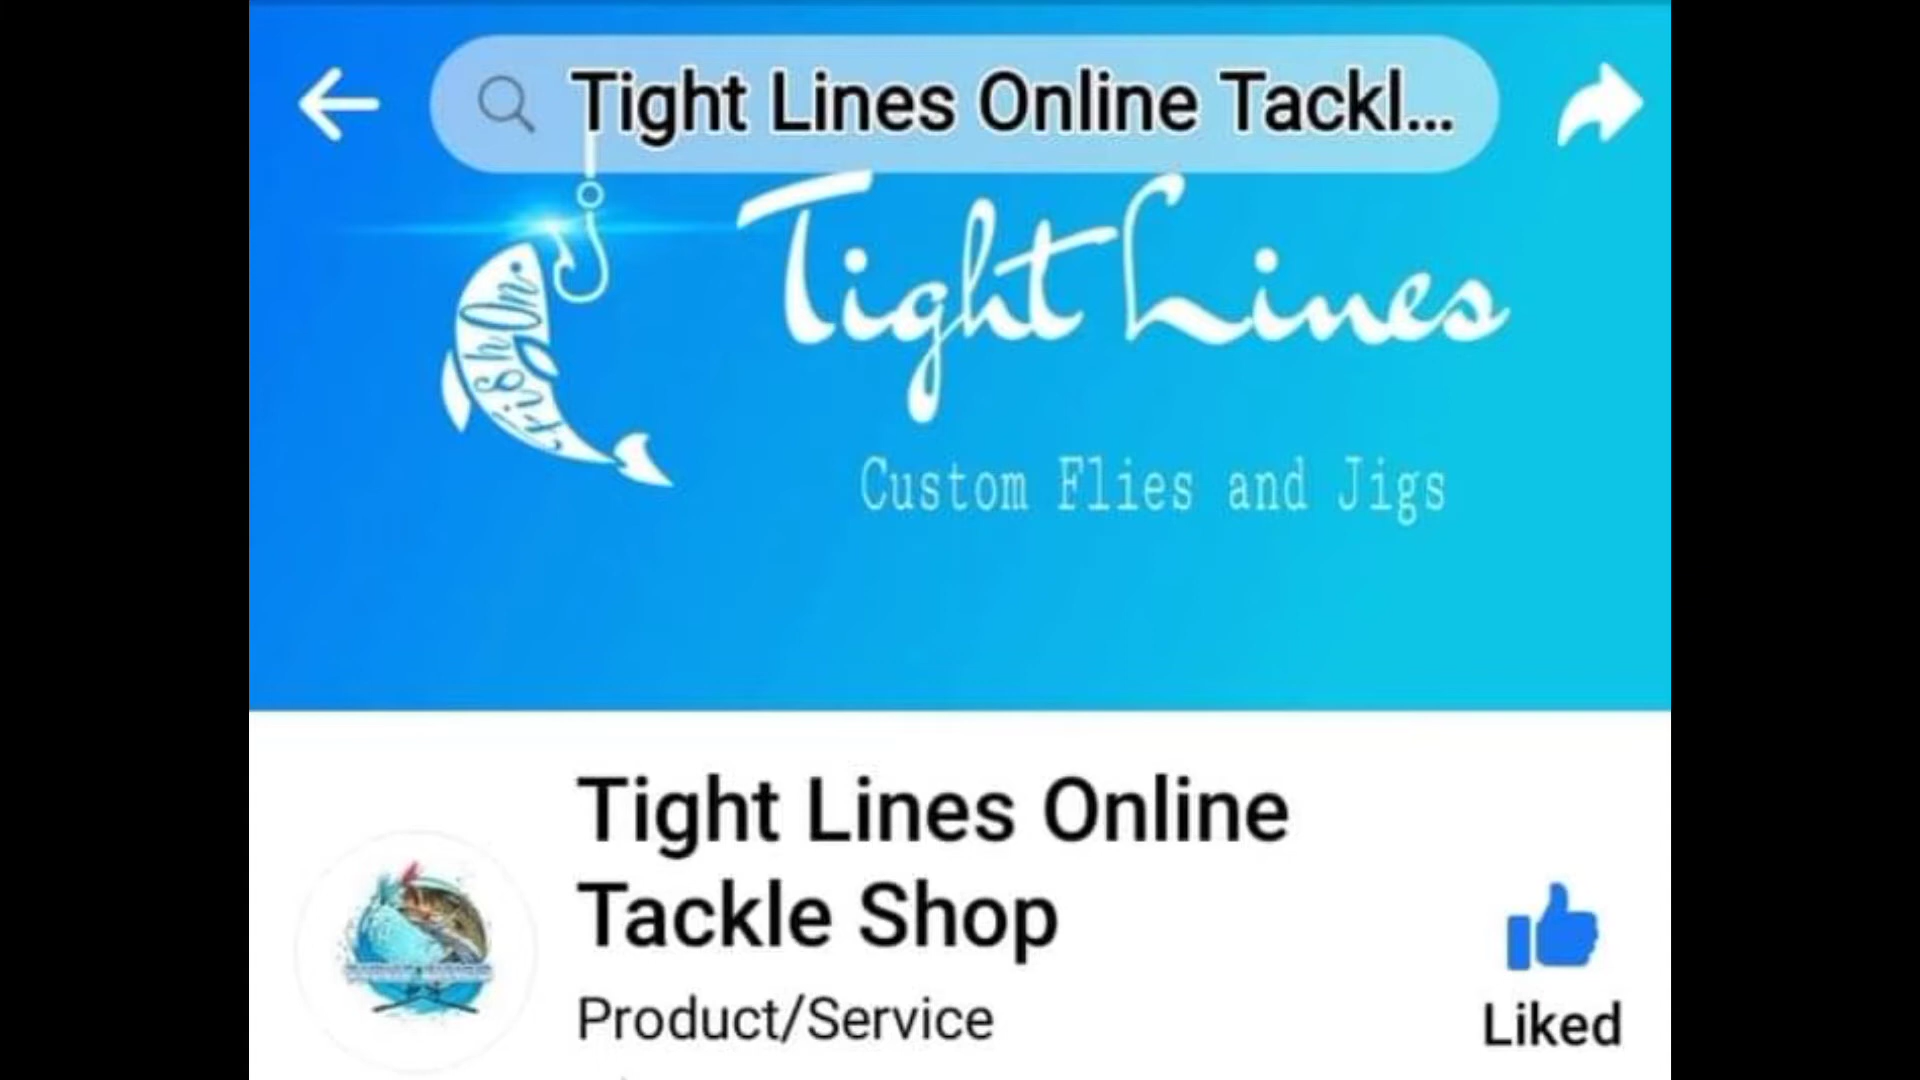 Tight Lines Online Tackl...
Tight Lines
Fish On
Custom Flies and Jigs
Tight Lines Online
Tackle Shop
Product/Service
Liked